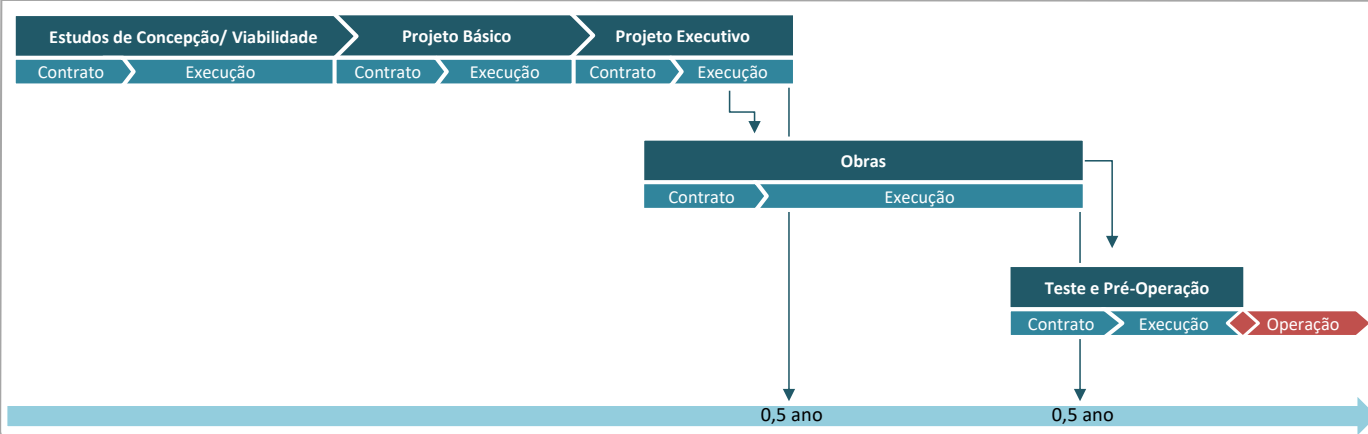 Estudos de Concepção/ Viabilidade
Projeto Básico
Projeto Executivo
Contrato
Execução
Contrato
Execução
Contrato
Execução
Obras
Contrato
Execução
Teste e Pré-Operação
Contrato
Execução
Operação
0,5 ano
0,5 ano